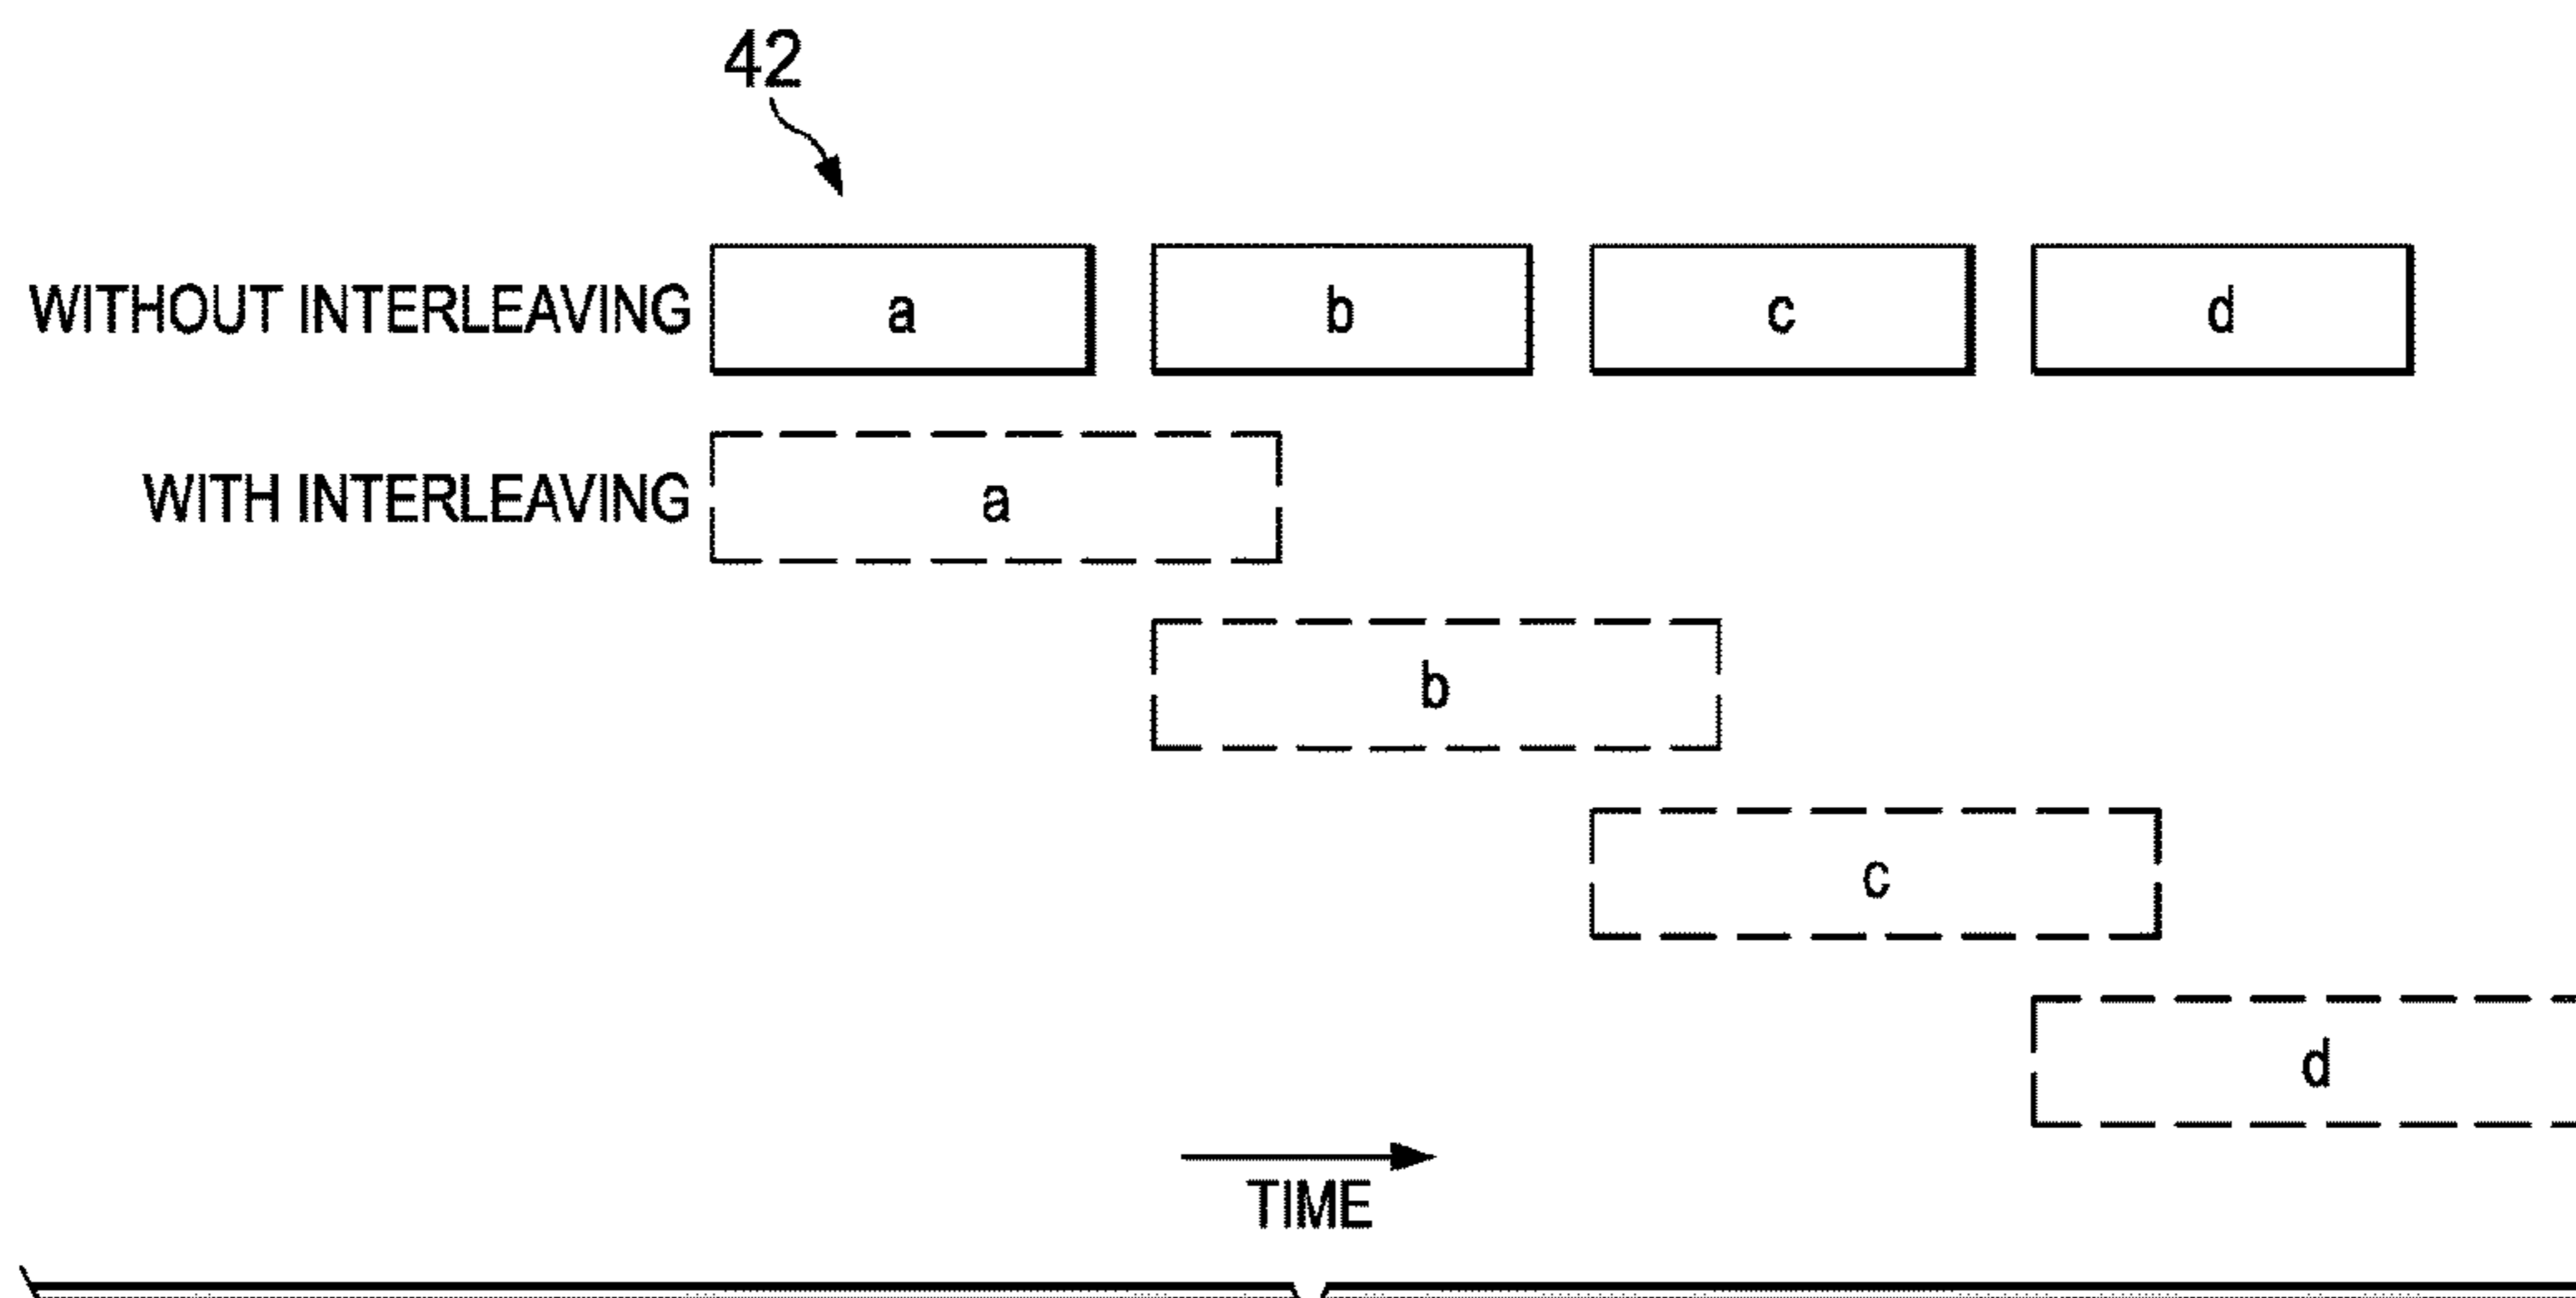 42
WITHOUT INTERLEAVING a b c d
WITH INTERLEAVING a
b
c
d
TIME